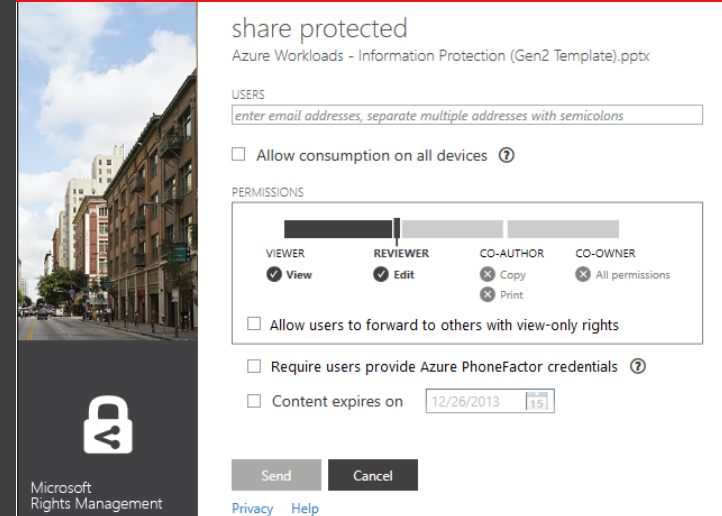 share protected
Azure Workloads - Information Protection (Gen2 Template).pptx
USERS
enter email addresses, separate multiple addresses with semicolons
Allow consumption on all devices ?
PERMISSIONS
VIEWER REVIEWER CO-AUTHOR CO-OWNER
View Edit Copy All permissions
Print
Allow users to forward to others with view-only rights
Require users provide Azure PhoneFactor credentials ?
Content expires on 12/26/2013 15
Send Cancel
Microsoft
Rights Management
Privacy Help